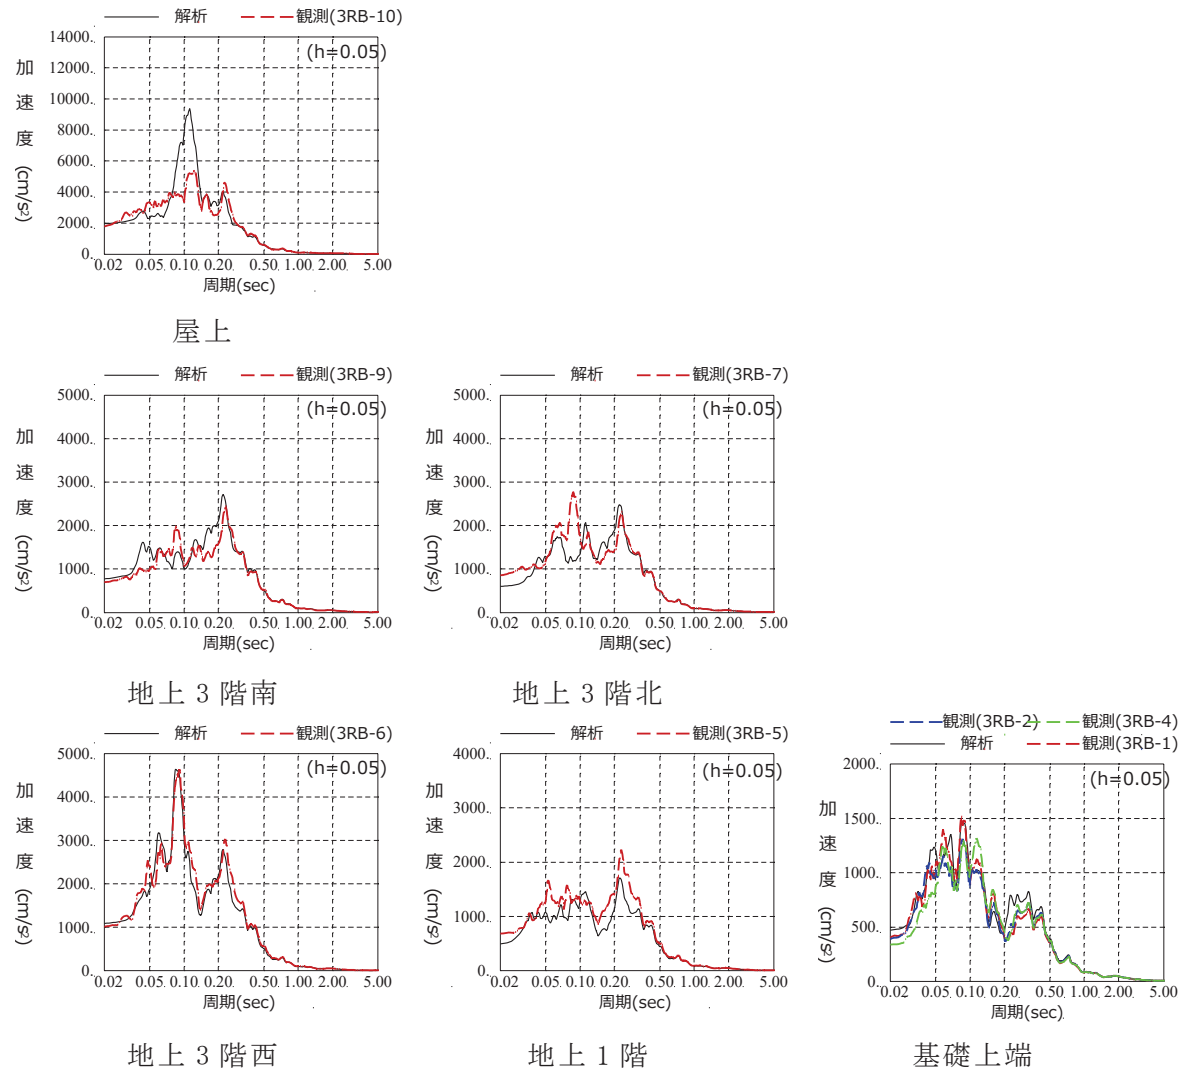 解析 観測(3RB-10)
(h=0.05)
14000.
12000.
10000.
8000.
6000.
4000.
2000.
0.
加速度 (cm/s²)
0.02 0.05 0.10 0.20 0.50 1.00 2.00 5.00
周期(sec)
屋上
解析 観測(3RB-9)
(h=0.05)
5000.
4000.
3000.
2000.
1000.
0.
加速度 (cm/s²)
0.02 0.05 0.10 0.20 0.50 1.00 2.00 5.00
周期(sec)
地上3階南
解析 観測(3RB-7)
(h=0.05)
5000.
4000.
3000.
2000.
1000.
0.
加速度 (cm/s²)
0.02 0.05 0.10 0.20 0.50 1.00 2.00 5.00
周期(sec)
地上3階北
解析 観測(3RB-6)
(h=0.05)
5000.
4000.
3000.
2000.
1000.
0.
加速度 (cm/s²)
0.02 0.05 0.10 0.20 0.50 1.00 2.00 5.00
周期(sec)
地上3階西
解析 観測(3RB-5)
(h=0.05)
4000.
3000.
2000.
1000.
0.
加速度 (cm/s²)
0.02 0.05 0.10 0.20 0.50 1.00 2.00 5.00
周期(sec)
地上1階
観測(3RB-2) 観測(3RB-4)
解析 観測(3RB-1)
(h=0.05)
2000.
1500.
1000.
500.
0.
加速度 (cm/s²)
0.02 0.05 0.10 0.20 0.50 1.00 2.00 5.00
周期(sec)
基礎上端